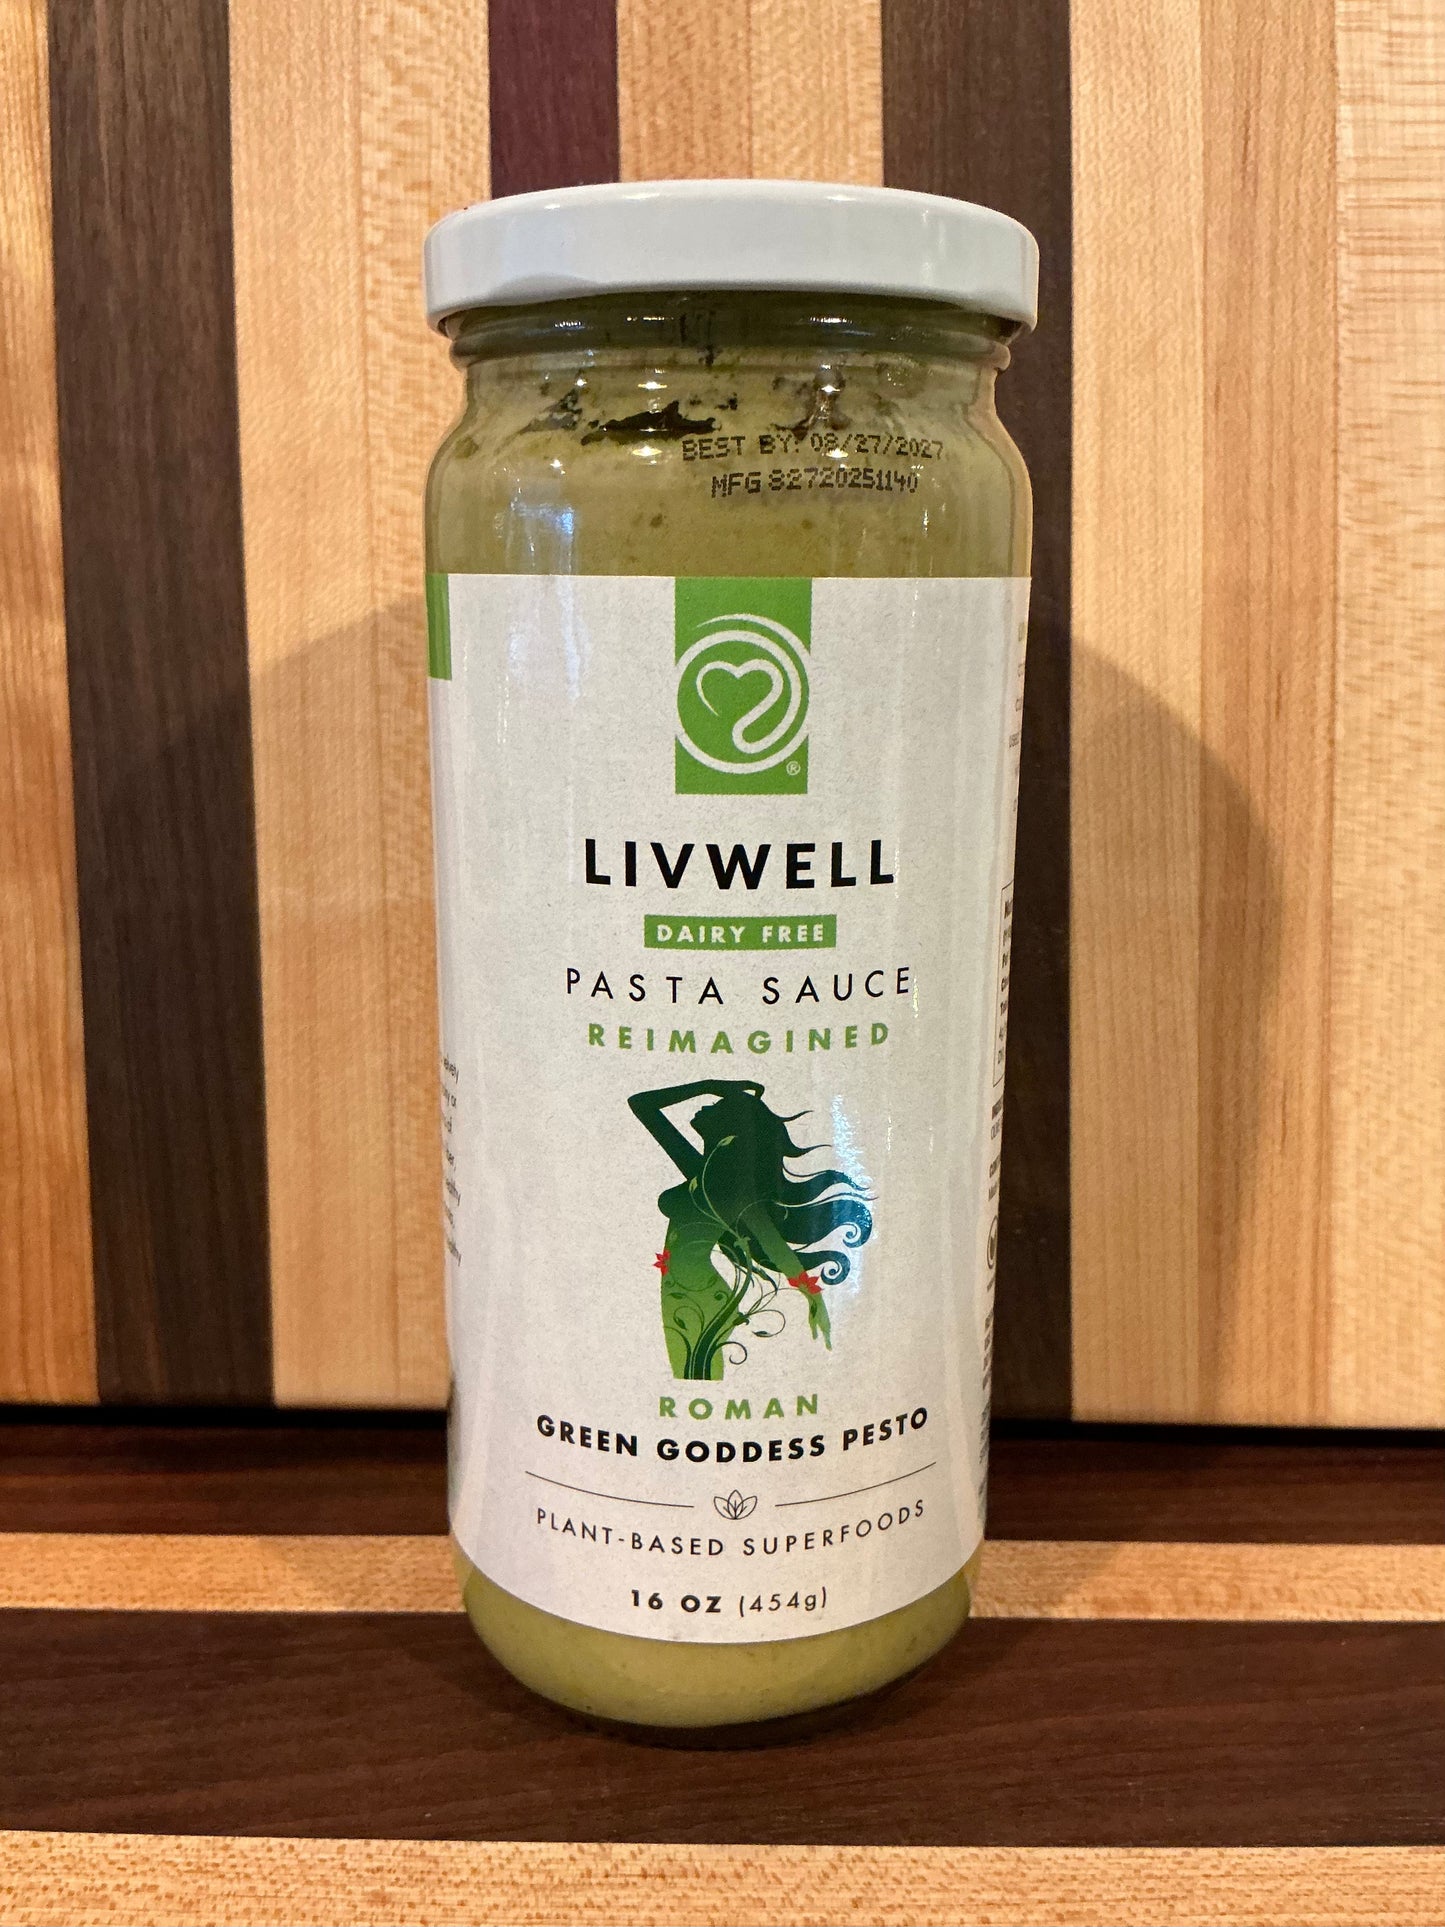 BEST BY: 08/27/2027
MFG 82720251140
®
LIVWELL
DAIRY FREE
PASTA SAUCE
REIMAGINED
ROMAN
GREEN GODDESS PESTO
PLANT-BASED SUPERFOODS
16 OZ (454g)